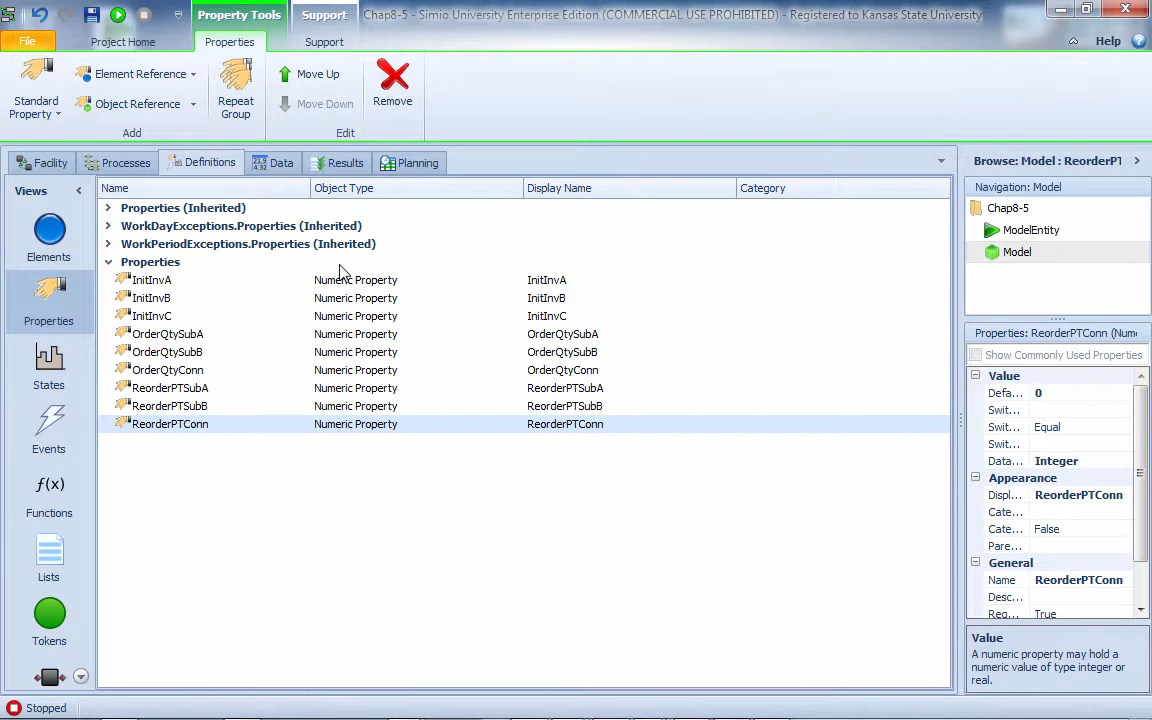 Property Tools
Support
Chap8-5 - Simio University Enterprise Edition (COMMERCIAL USE PROHIBITED) - Registered to Kansas State University
File
Project Home
Properties
Support
Help
Standard Property
Element Reference
Object Reference
Repeat Group
Move Up
Move Down
Remove
Add
Edit
Facility
Processes
Definitions
Data
Results
Planning
Browse: Model : ReorderPT
Views
Name Object Type Display Name Category
Navigation: Model
Properties (Inherited)
Chap8-5
WorkDayExceptions.Properties (Inherited)
ModelEntity
WorkPeriodExceptions.Properties (Inherited)
Model
Properties
InitInvA Numeric Property InitInvA
InitInvB Numeric Property InitInvB
InitInvC Numeric Property InitInvC
OrderQtySubA Numeric Property OrderQtySubA
OrderQtySubB Numeric Property OrderQtySubB
OrderQtyConn Numeric Property OrderQtyConn
ReorderPTSubA Numeric Property ReorderPTSubA
ReorderPTSubB Numeric Property ReorderPTSubB
ReorderPTConn Numeric Property ReorderPTConn
Elements
Properties
States
Events
f(x)
Functions
Lists
Tokens
Properties: ReorderPTConn (Num
Show Commonly Used Properties
Value
Defa... 0
Swit...
Swit... Equal
Data... Integer
Appearance
Displ... ReorderPTConn
Cate...
Cate... False
Pare...
General
Name ReorderPTConn
Desc...
Req... True
Value
A numeric property may hold a
numeric value of type integer or
real.
Stopped